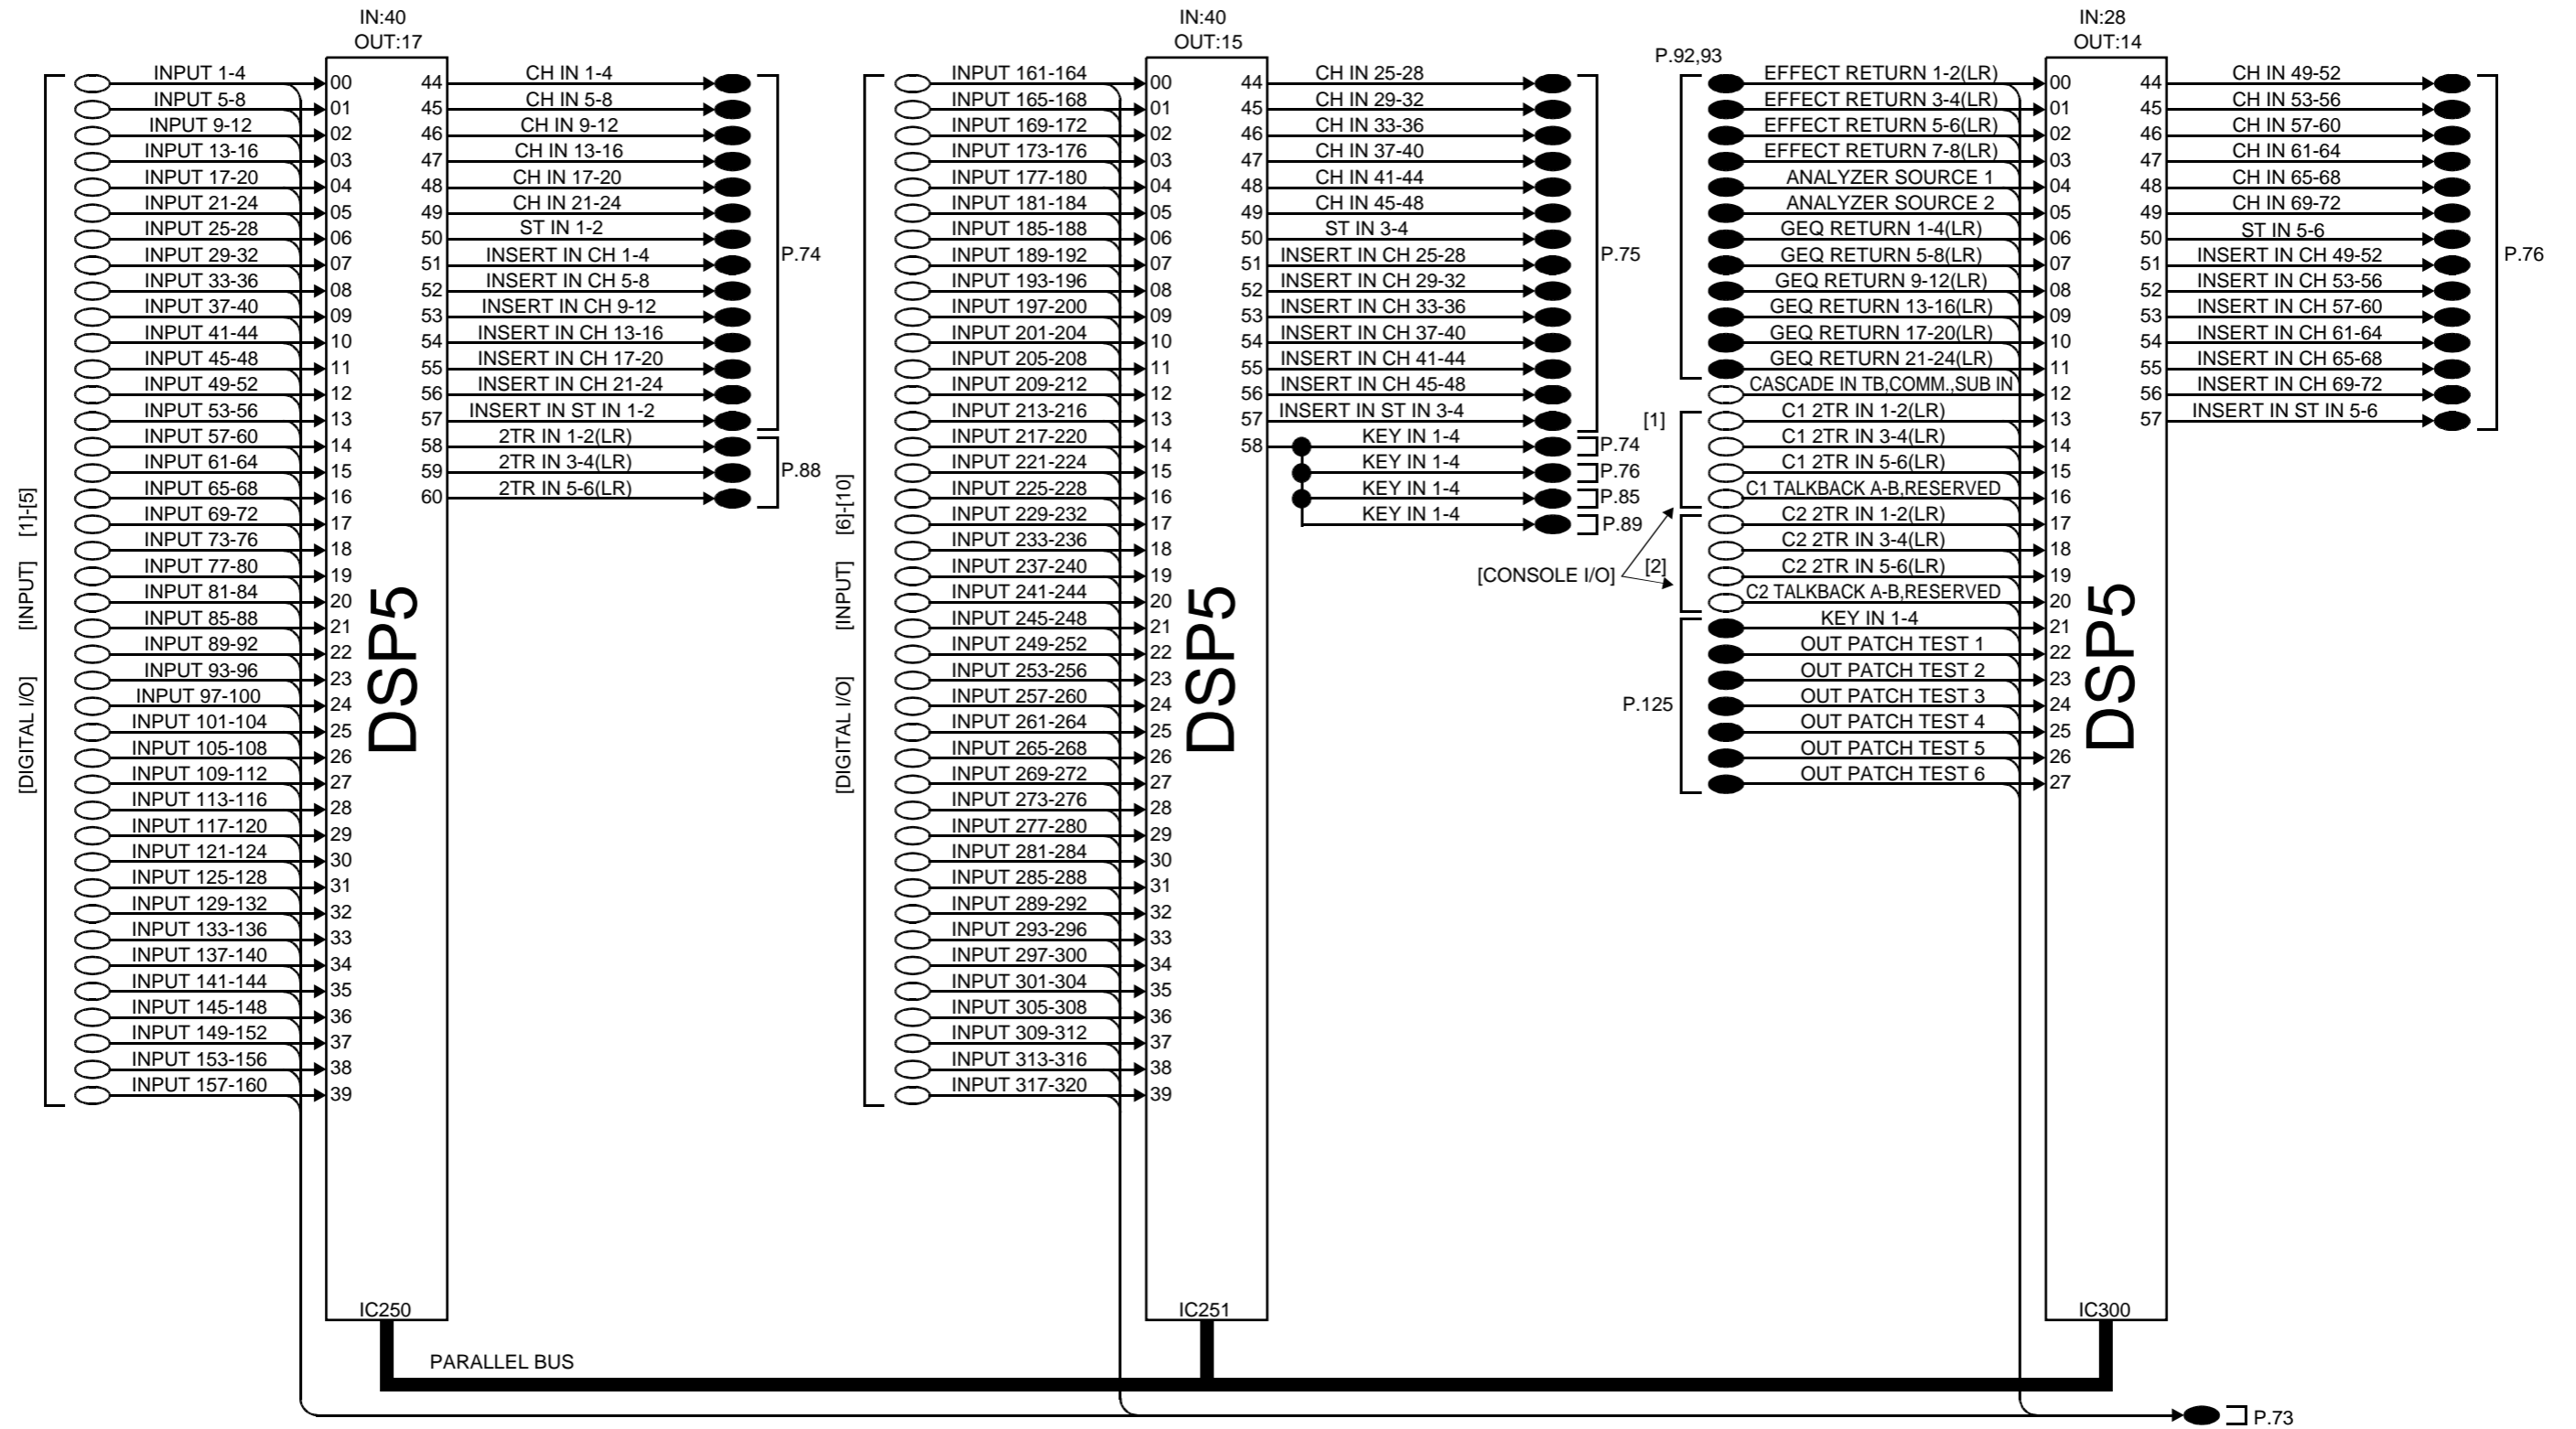 IN:40
OUT:17
[DIGITAL I/O] [INPUT] [1]-[5]
INPUT 1-4 00
INPUT 5-8 01
INPUT 9-12 02
INPUT 13-16 03
INPUT 17-20 04
INPUT 21-24 05
INPUT 25-28 06
INPUT 29-32 07
INPUT 33-36 08
INPUT 37-40 09
INPUT 41-44 10
INPUT 45-48 11
INPUT 49-52 12
INPUT 53-56 13
INPUT 57-60 14
INPUT 61-64 15
INPUT 65-68 16
INPUT 69-72 17
INPUT 73-76 18
INPUT 77-80 19
INPUT 81-84 20
INPUT 85-88 21
INPUT 89-92 22
INPUT 93-96 23
INPUT 97-100 24
INPUT 101-104 25
INPUT 105-108 26
INPUT 109-112 27
INPUT 113-116 28
INPUT 117-120 29
INPUT 121-124 30
INPUT 125-128 31
INPUT 129-132 32
INPUT 133-136 33
INPUT 137-140 34
INPUT 141-144 35
INPUT 145-148 36
INPUT 149-152 37
INPUT 153-156 38
INPUT 157-160 39
DSP5
44 CH IN 1-4
45 CH IN 5-8
46 CH IN 9-12
47 CH IN 13-16
48 CH IN 17-20
49 CH IN 21-24
50 ST IN 1-2
51 INSERT IN CH 1-4
52 INSERT IN CH 5-8
53 INSERT IN CH 9-12
54 INSERT IN CH 13-16
55 INSERT IN CH 17-20
56 INSERT IN CH 21-24
57 INSERT IN ST IN 1-2
P.74
58 2TR IN 1-2(LR)
59 2TR IN 3-4(LR)
60 2TR IN 5-6(LR)
P.88
IC250
IN:40
OUT:15
[DIGITAL I/O] [INPUT] [6]-[10]
INPUT 161-164 00
INPUT 165-168 01
INPUT 169-172 02
INPUT 173-176 03
INPUT 177-180 04
INPUT 181-184 05
INPUT 185-188 06
INPUT 189-192 07
INPUT 193-196 08
INPUT 197-200 09
INPUT 201-204 10
INPUT 205-208 11
INPUT 209-212 12
INPUT 213-216 13
INPUT 217-220 14
INPUT 221-224 15
INPUT 225-228 16
INPUT 229-232 17
INPUT 233-236 18
INPUT 237-240 19
INPUT 241-244 20
INPUT 245-248 21
INPUT 249-252 22
INPUT 253-256 23
INPUT 257-260 24
INPUT 261-264 25
INPUT 265-268 26
INPUT 269-272 27
INPUT 273-276 28
INPUT 277-280 29
INPUT 281-284 30
INPUT 285-288 31
INPUT 289-292 32
INPUT 293-296 33
INPUT 297-300 34
INPUT 301-304 35
INPUT 305-308 36
INPUT 309-312 37
INPUT 313-316 38
INPUT 317-320 39
DSP5
44 CH IN 25-28
45 CH IN 29-32
46 CH IN 33-36
47 CH IN 37-40
48 CH IN 41-44
49 CH IN 45-48
50 ST IN 3-4
51 INSERT IN CH 25-28
52 INSERT IN CH 29-32
53 INSERT IN CH 33-36
54 INSERT IN CH 37-40
55 INSERT IN CH 41-44
56 INSERT IN CH 45-48
57 INSERT IN ST IN 3-4
P.75
58 KEY IN 1-4 P.74
KEY IN 1-4 P.76
KEY IN 1-4 P.85
KEY IN 1-4 P.89
IC251
IN:28
OUT:14
P.92,93
EFFECT RETURN 1-2(LR) 00
EFFECT RETURN 3-4(LR) 01
EFFECT RETURN 5-6(LR) 02
EFFECT RETURN 7-8(LR) 03
ANALYZER SOURCE 1 04
ANALYZER SOURCE 2 05
GEQ RETURN 1-4(LR) 06
GEQ RETURN 5-8(LR) 07
GEQ RETURN 9-12(LR) 08
GEQ RETURN 13-16(LR) 09
GEQ RETURN 17-20(LR) 10
GEQ RETURN 21-24(LR) 11
CASCADE IN TB,COMM.,SUB IN 12
[1]
C1 2TR IN 1-2(LR) 13
C1 2TR IN 3-4(LR) 14
C1 2TR IN 5-6(LR) 15
C1 TALKBACK A-B,RESERVED 16
[CONSOLE I/O]
[2]
C2 2TR IN 1-2(LR) 17
C2 2TR IN 3-4(LR) 18
C2 2TR IN 5-6(LR) 19
C2 TALKBACK A-B,RESERVED 20
P.125
KEY IN 1-4 21
OUT PATCH TEST 1 22
OUT PATCH TEST 2 23
OUT PATCH TEST 3 24
OUT PATCH TEST 4 25
OUT PATCH TEST 5 26
OUT PATCH TEST 6 27
DSP5
44 CH IN 49-52
45 CH IN 53-56
46 CH IN 57-60
47 CH IN 61-64
48 CH IN 65-68
49 CH IN 69-72
50 ST IN 5-6
51 INSERT IN CH 49-52
52 INSERT IN CH 53-56
53 INSERT IN CH 57-60
54 INSERT IN CH 61-64
55 INSERT IN CH 65-68
56 INSERT IN CH 69-72
57 INSERT IN ST IN 5-6
P.76
IC300
PARALLEL BUS
P.73